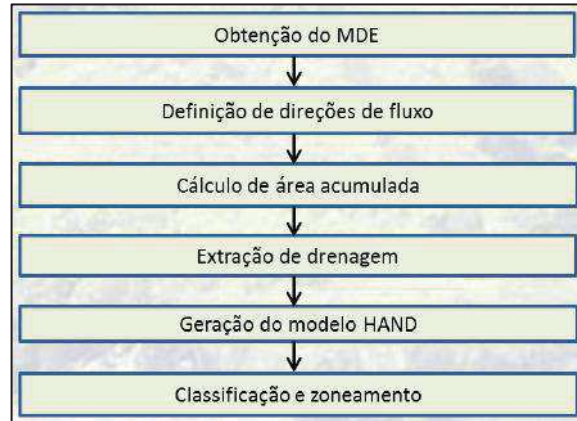 Obtenção do MDE
Definição de direções de fluxo
Cálculo de área acumulada
Extração de drenagem
Geração do modelo HAND
Classificação e zoneamento